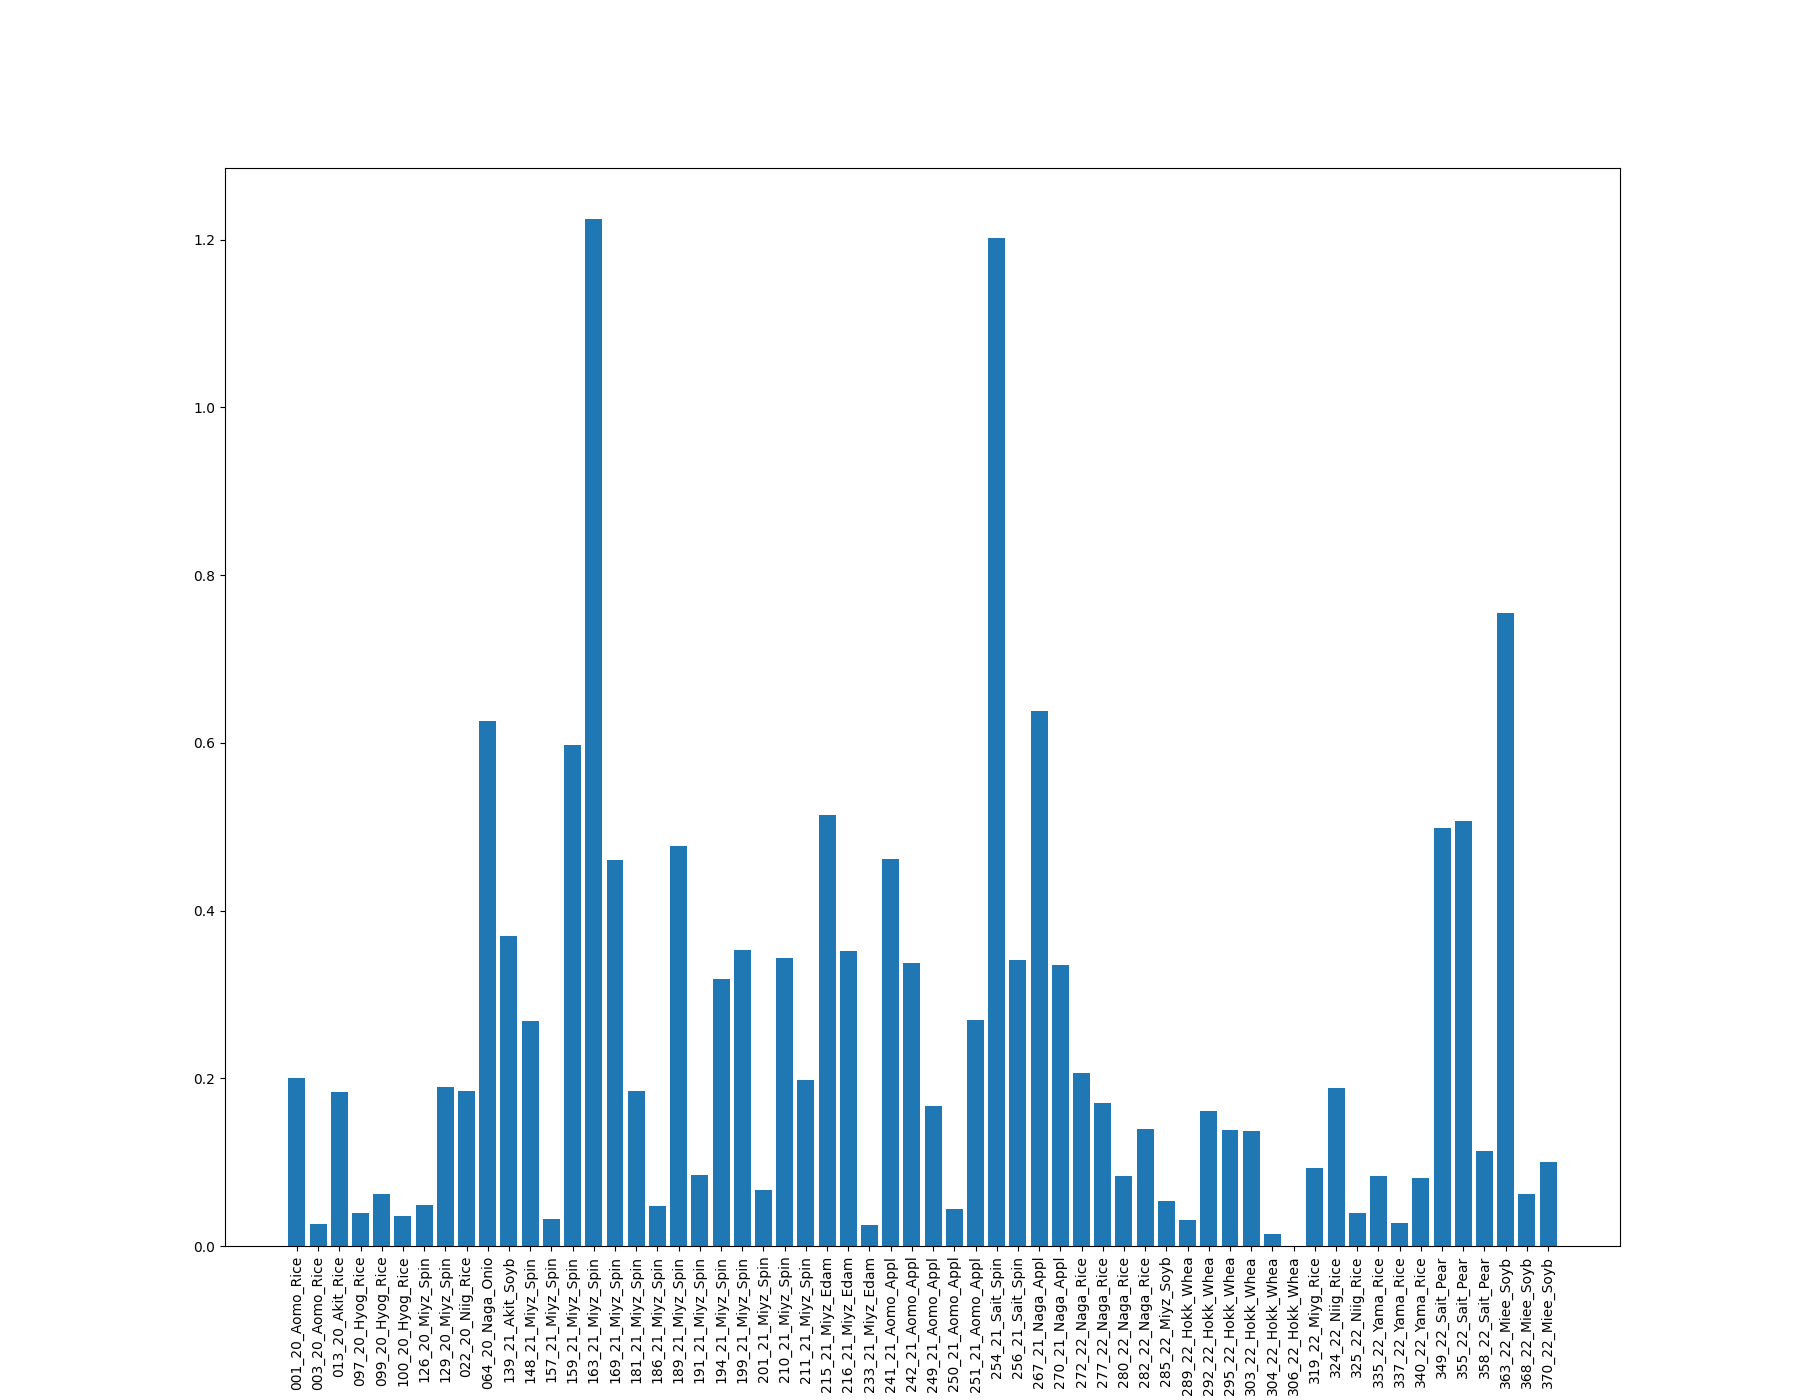 1.2
1.0
0.8
0.6
0.4
0.2
0.0
001_20_Aomo_Rice
003_20_Aomo_Rice
013_20_Akit_Rice
097_20_Hyog_Rice
099_20_Hyog_Rice
100_20_Hyog_Rice
126_20_Miyz_Spin
129_20_Miyz_Spin
022_20_Niig_Rice
064_20_Naga_Onio
139_21_Akit_Soyb
148_21_Miyz_Spin
157_21_Miyz_Spin
159_21_Miyz_Spin
163_21_Miyz_Spin
169_21_Miyz_Spin
181_21_Miyz_Spin
186_21_Miyz_Spin
189_21_Miyz_Spin
191_21_Miyz_Spin
194_21_Miyz_Spin
199_21_Miyz_Spin
201_21_Miyz_Spin
210_21_Miyz_Spin
211_21_Miyz_Spin
215_21_Miyz_Edam
216_21_Miyz_Edam
233_21_Miyz_Edam
241_21_Aomo_Appl
242_21_Aomo_Appl
249_21_Aomo_Appl
250_21_Aomo_Appl
251_21_Aomo_Appl
254_21_Sait_Spin
256_21_Sait_Spin
267_21_Naga_Appl
270_21_Naga_Appl
272_22_Naga_Rice
277_22_Naga_Rice
280_22_Naga_Rice
282_22_Naga_Rice
285_22_Miyz_Soyb
289_22_Hokk_Whea
292_22_Hokk_Whea
295_22_Hokk_Whea
303_22_Hokk_Whea
304_22_Hokk_Whea
306_22_Hokk_Whea
319_22_Miyg_Rice
324_22_Niig_Rice
325_22_Niig_Rice
335_22_Yama_Rice
337_22_Yama_Rice
340_22_Yama_Rice
349_22_Sait_Pear
355_22_Sait_Pear
358_22_Sait_Pear
363_22_Miee_Soyb
368_22_Miee_Soyb
370_22_Miee_Soyb